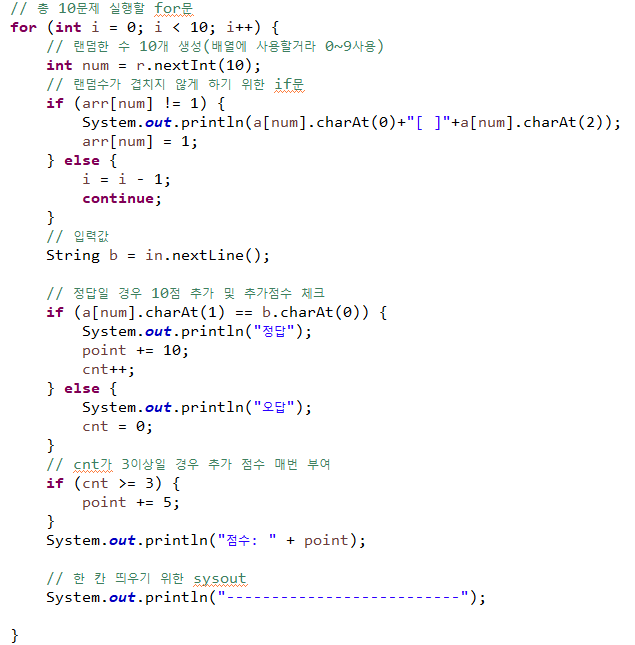 // 총 10문제 실행할 for문
for (int i = 0; i < 10; i++) {
    // 랜덤한 수 10개 생성(배열에 사용할거라 0~9사용)
    int num = r.nextInt(10);
    // 랜덤수가 겹치지 않게 하기 위한 if문
    if (arr[num] != 1) {
        System.out.println(a[num].charAt(0)+"[ ]"+a[num].charAt(2));
        arr[num] = 1;
    } else {
        i = i - 1;
        continue;
    }
    // 입력값
    String b = in.nextLine();

    // 정답일 경우 10점 추가 및 추가점수 체크
    if (a[num].charAt(1) == b.charAt(0)) {
        System.out.println("정답");
        point += 10;
        cnt++;
    } else {
        System.out.println("오답");
        cnt = 0;
    }
    // cnt가 3이상일 경우 추가 점수 매번 부여
    if (cnt >= 3) {
        point += 5;
    }
    System.out.println("점수: " + point);

    // 한 칸 띄우기 위한 sysout
    System.out.println("--------------------------");

}